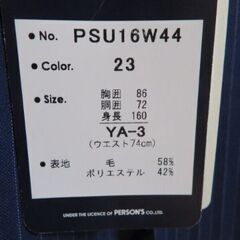 ● No. PSU16W44
● Color. 23
● Size.
胸囲 86
胴囲 72
身長 160
YA-3
(ウエスト74cm)
● 表地 毛 58%
ポリエステル 42%
UNDER THE LICENCE OF PERSON'S CO.,LTD.